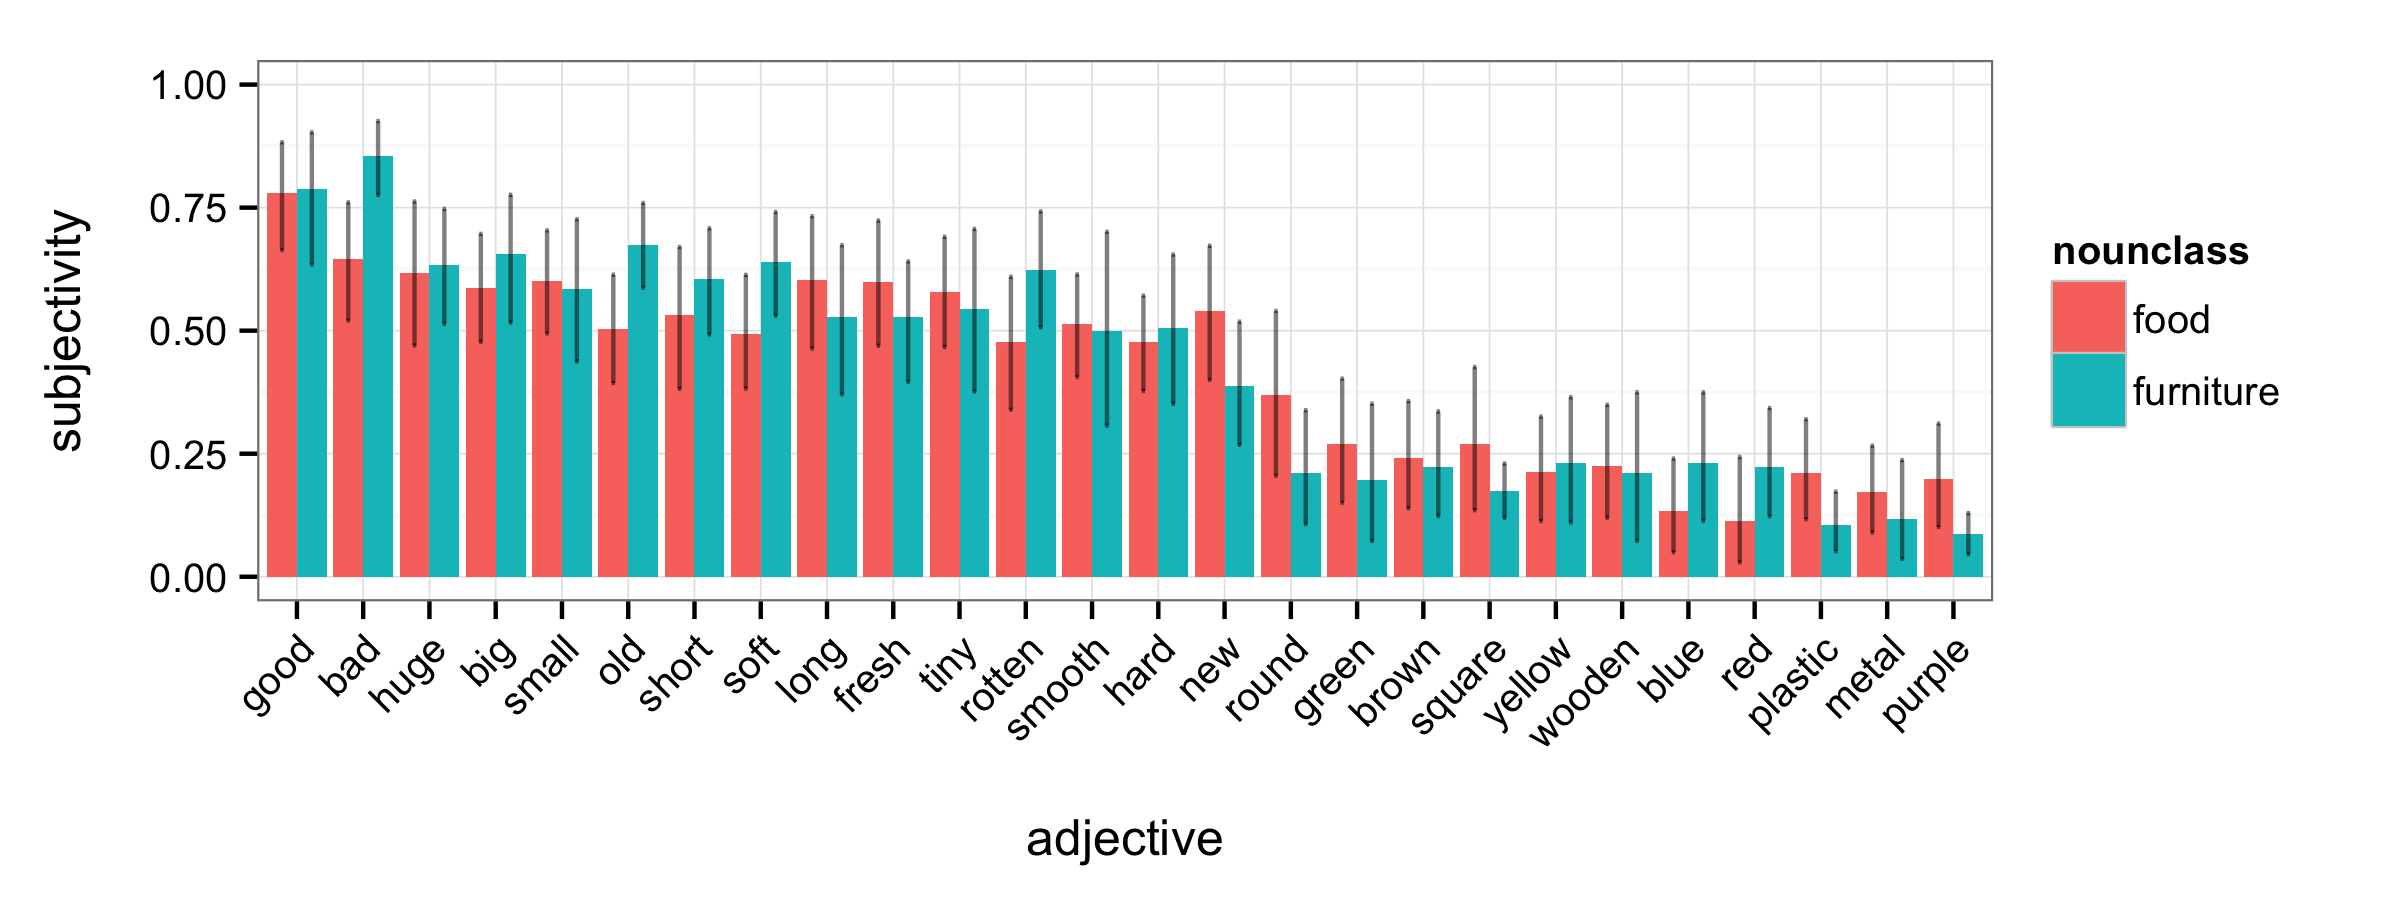 subjectivity
1.00
0.75
0.50
0.25
0.00
good
bad
huge
big
small
old
short
soft
long
fresh
tiny
rotten
smooth
hard
new
round
green
brown
square
yellow
wooden
blue
red
plastic
metal
purple
adjective
nounclass
food
furniture